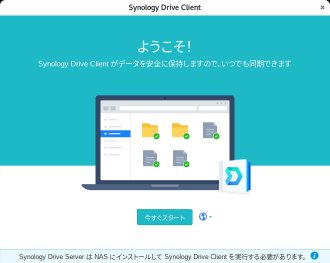 Synology Drive Client
ようこそ!
Synology Drive Client がデータを安全に保持しますので、いつでも同期できます
今すぐスタート
Synology Drive Server は NAS にインストールして Synology Drive Client を実行する必要があります。